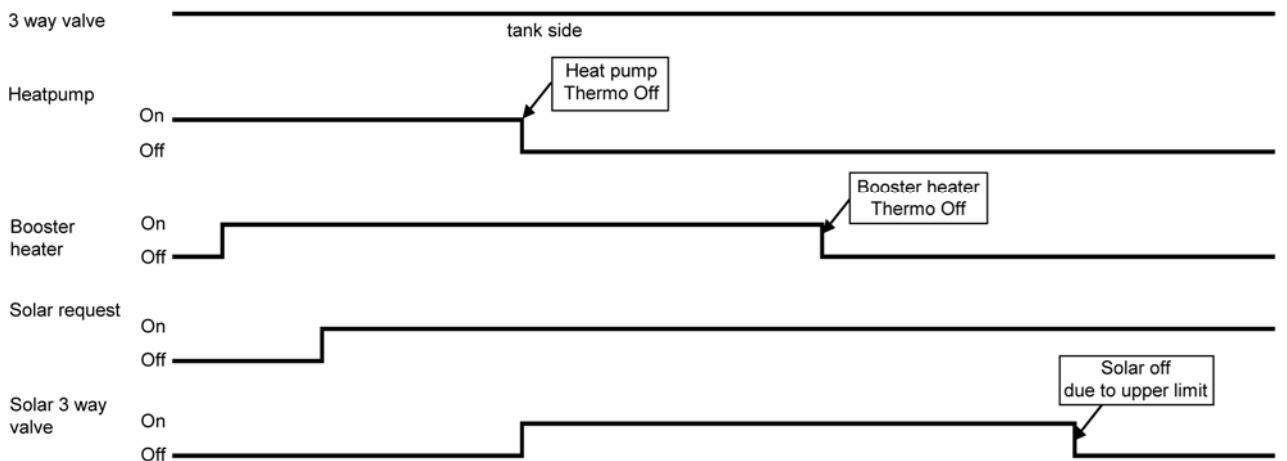 3 way valve
tank side
Heat pump
Thermo Off
Heatpump
On
Off
Booster heater
Thermo Off
Booster
heater
On
Off
Solar request
On
Off
Solar off
due to upper limit
Solar 3 way
valve
On
Off